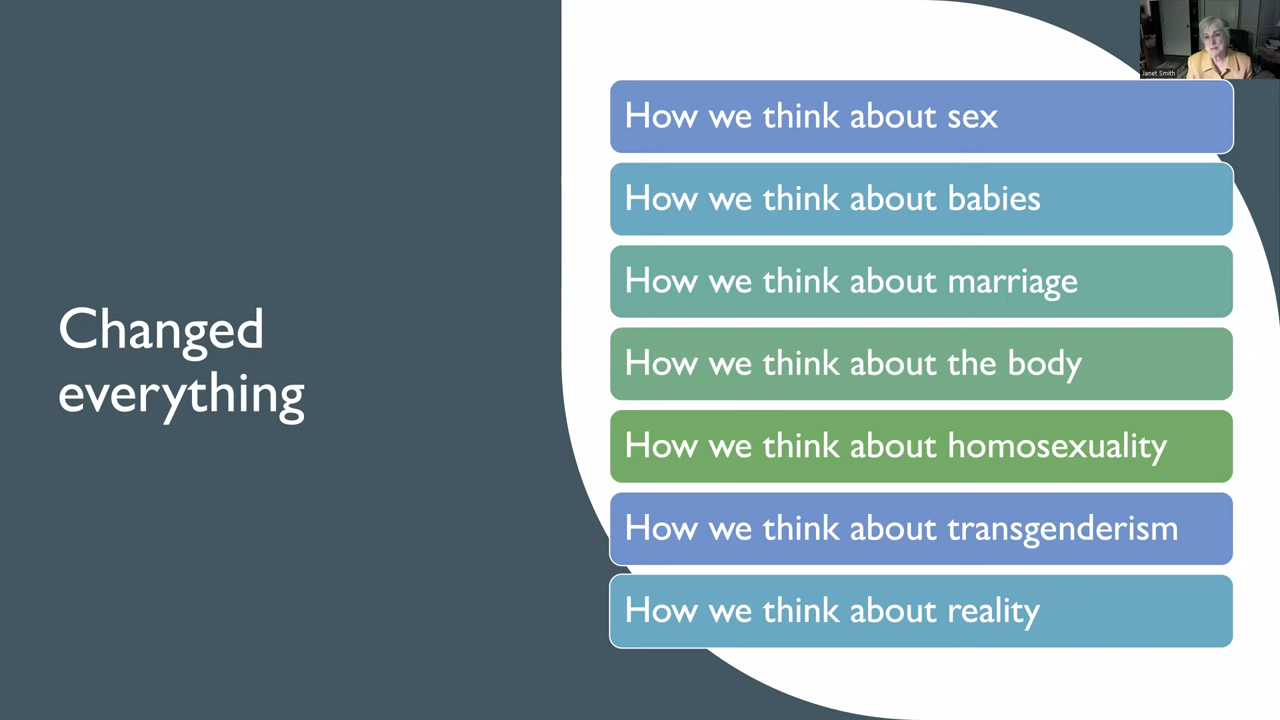 Janet Smith
How we think about sex
How we think about babies
How we think about marriage
How we think about the body
How we think about homosexuality
How we think about transgenderism
How we think about reality
Changed
everything